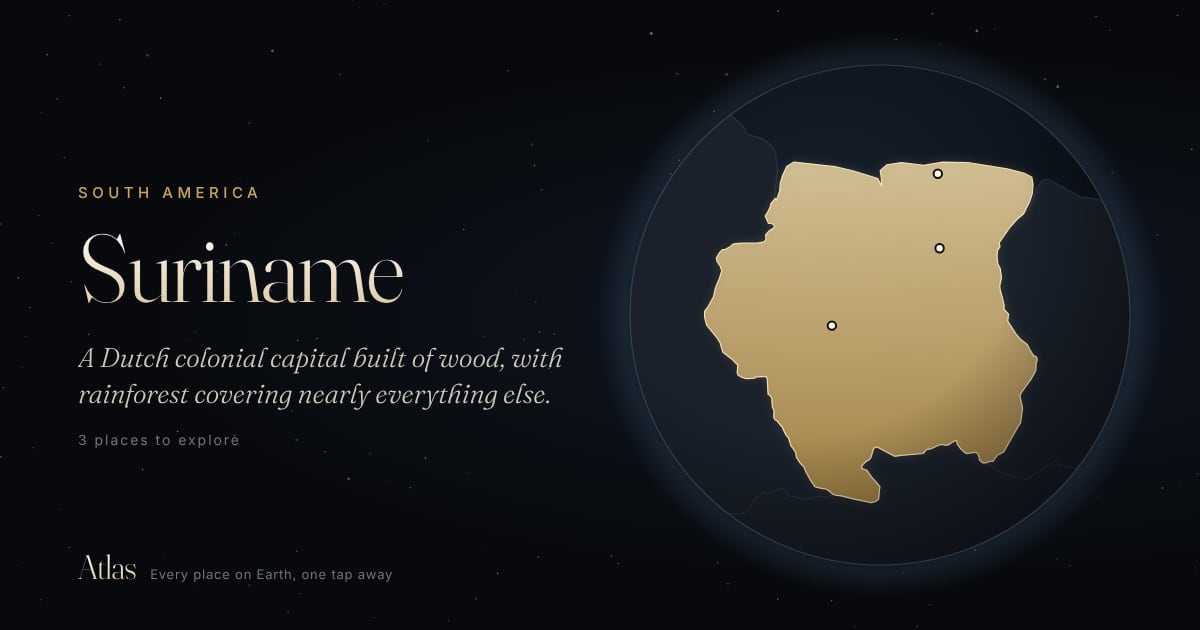 SOUTH AMERICA
Suriname
A Dutch colonial capital built of wood, with
rainforest covering nearly everything else.
3 places to explore
Atlas Every place on Earth, one tap away